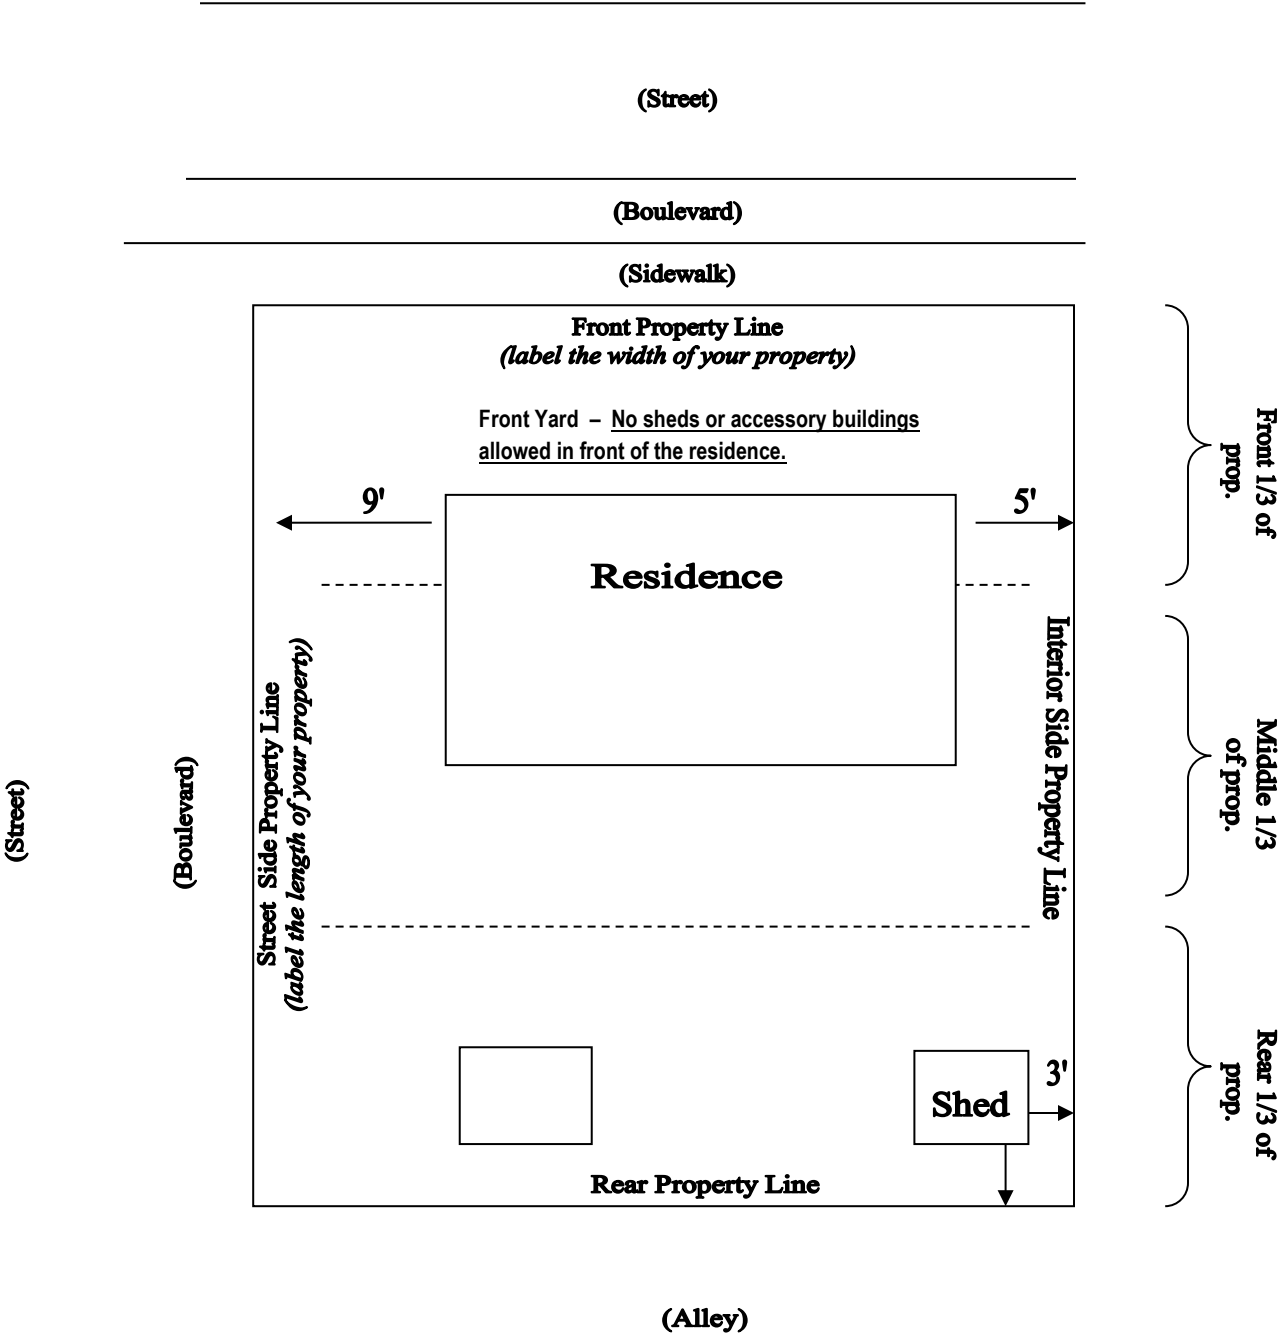 (Street)
(Boulevard)
(Sidewalk)
Front Property Line
(label the width of your property)
Front Yard – No sheds or accessory buildings
allowed in front of the residence.
9'
5'
Residence
Front 1/3 of
prop.
Interior Side Property Line
Middle 1/3
of prop.
(Street)
(Boulevard)
Street Side Property Line
(label the length of your property)
Rear 1/3 of
prop.
3'
Shed
Rear Property Line
(Alley)